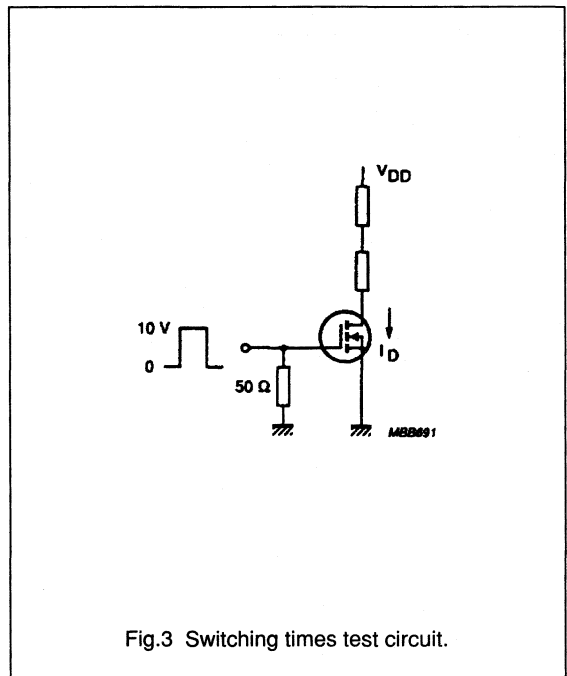 VDD
10 V
0
ID
50 Ω
MBB691
Fig.3 Switching times test circuit.